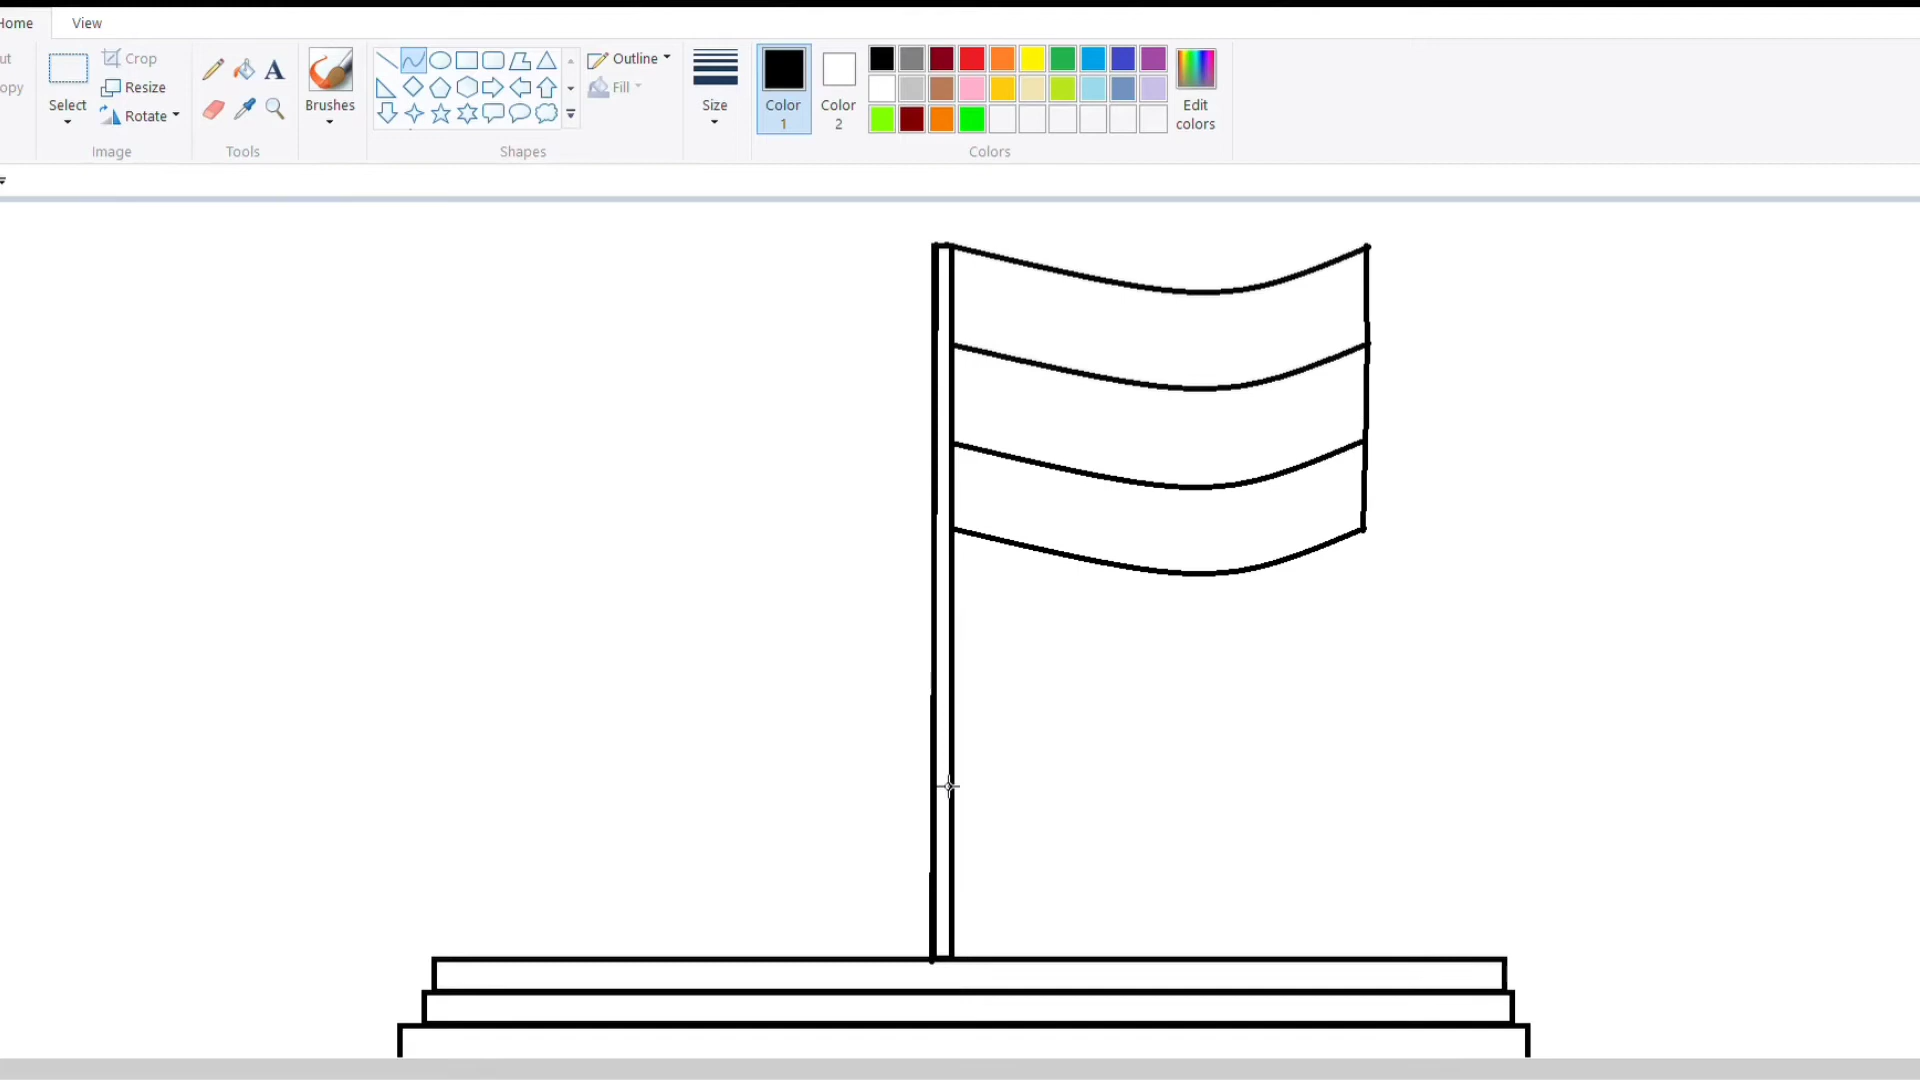 Home View
ut
opy
Select
Crop
Resize
Rotate
Image
A
Tools
Brushes
Outline
Fill
Shapes
Size
Color
1
Color
2
Edit
colors
Colors